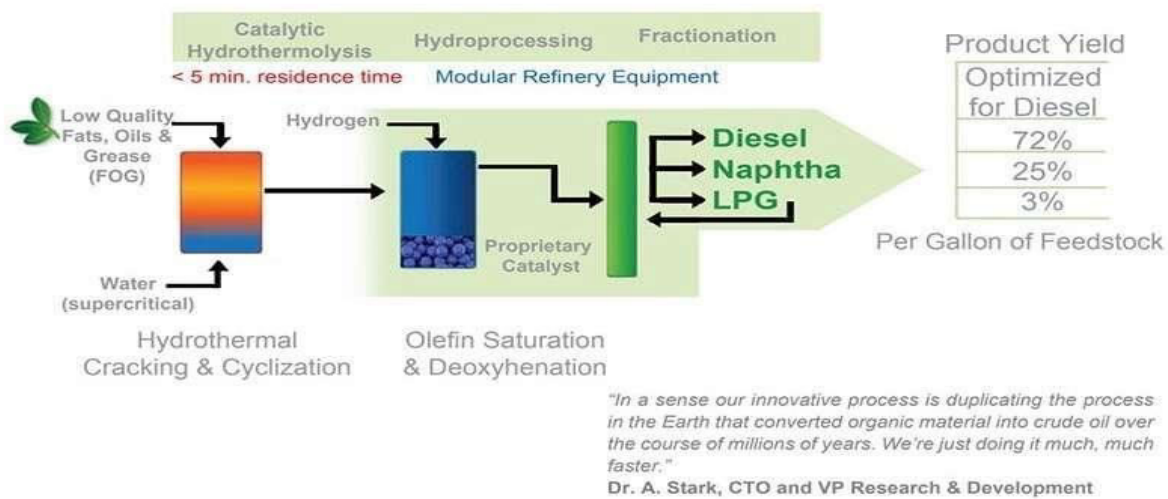 Catalytic
Hydrothermolysis
Hydroprocessing
Fractionation
< 5 min. residence time
Modular Refinery Equipment
Low Quality
Fats, Oils &
Grease
(FOG)
Hydrogen
Water
(supercritical)
Proprietary
Catalyst
Diesel
Naphtha
LPG
Product Yield
Optimized
for Diesel
72%
25%
3%
Per Gallon of Feedstock
Hydrothermal
Cracking & Cyclization
Olefin Saturation
& Deoxyhenation
"In a sense our innovative process is duplicating the process
in the Earth that converted organic material into crude oil over
the course of millions of years. We're just doing it much, much
faster."
Dr. A. Stark, CTO and VP Research & Development